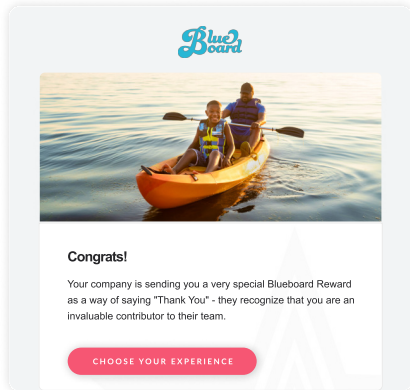 Blue
Board
Congrats!
Your company is sending you a very special Blueboard Reward
as a way of saying "Thank You" - they recognize that you are an
invaluable contributor to their team.
CHOOSE YOUR EXPERIENCE